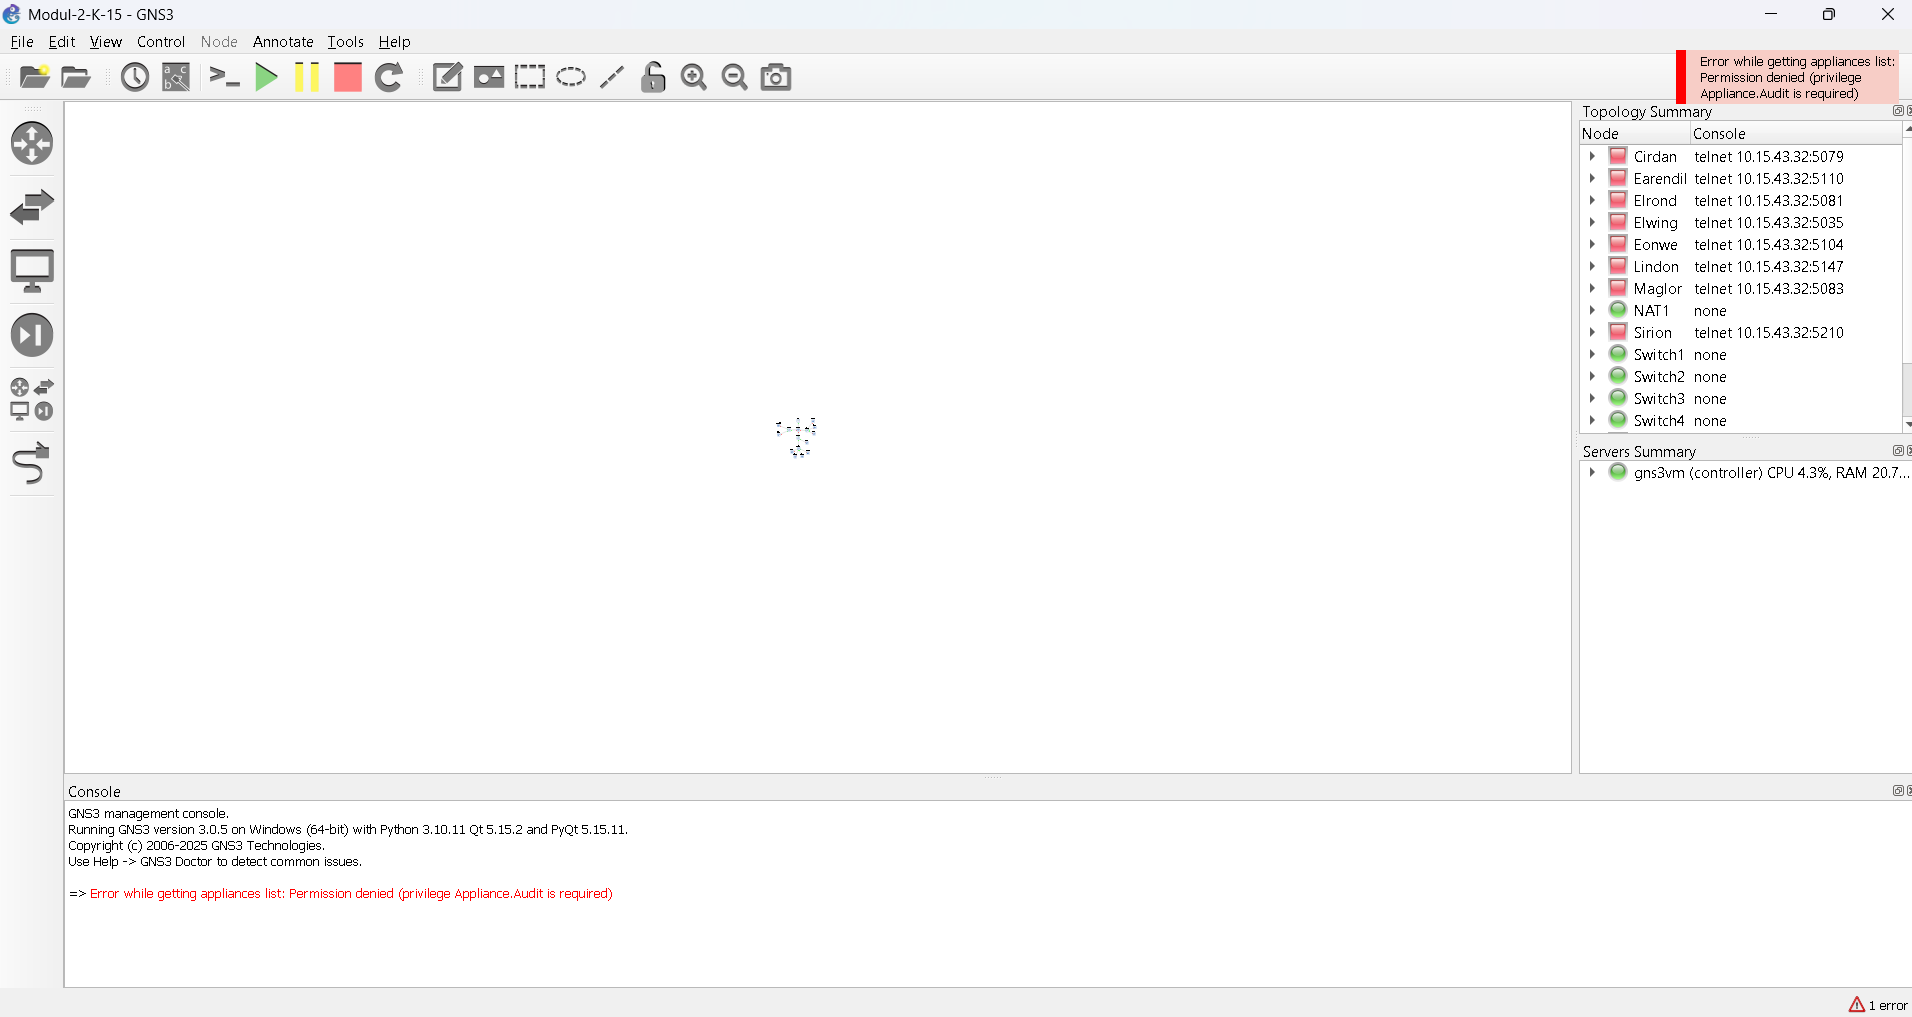 Modul-2-K-15 - GNS3
File Edit View Control Node Annotate Tools Help
Error while getting appliances list:
Permission denied (privilege
Appliance.Audit is required)
Topology Summary
Node Console
Cirdan telnet 10.15.43.32:5079
Earendil telnet 10.15.43.32:5110
Elrond telnet 10.15.43.32:5081
Elwing telnet 10.15.43.32:5035
Eonwe telnet 10.15.43.32:5104
Lindon telnet 10.15.43.32:5147
Maglor telnet 10.15.43.32:5083
NAT1 none
Sirion telnet 10.15.43.32:5210
Switch1 none
Switch2 none
Switch3 none
Switch4 none
Servers Summary
gns3vm (controller) CPU 4.3%, RAM 20.7...
Console
GNS3 management console.
Running GNS3 version 3.0.5 on Windows (64-bit) with Python 3.10.11 Qt 5.15.2 and PyQt 5.15.11.
Copyright (c) 2006-2025 GNS3 Technologies.
Use Help -> GNS3 Doctor to detect common issues.
=> Error while getting appliances list: Permission denied (privilege Appliance.Audit is required)
1 error